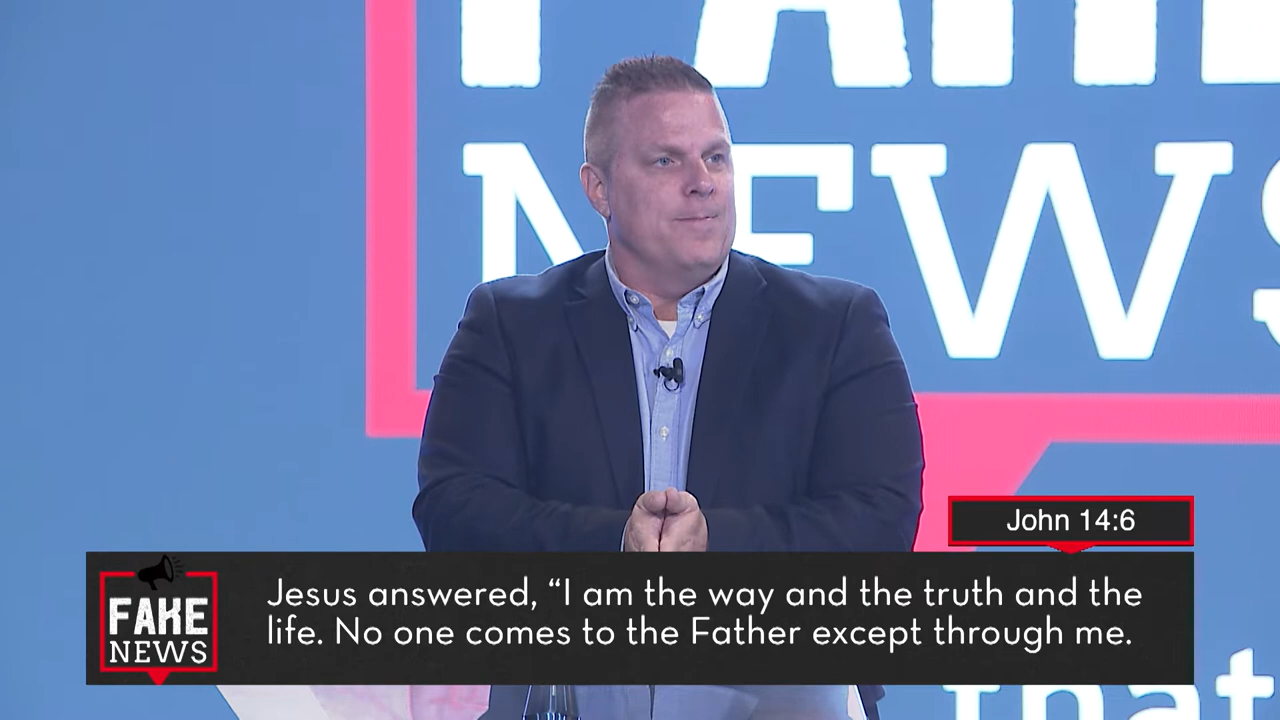 NEWS
John 14:6
FAKE
NEWS
Jesus answered, “I am the way and the truth and the
life. No one comes to the Father except through me.
that